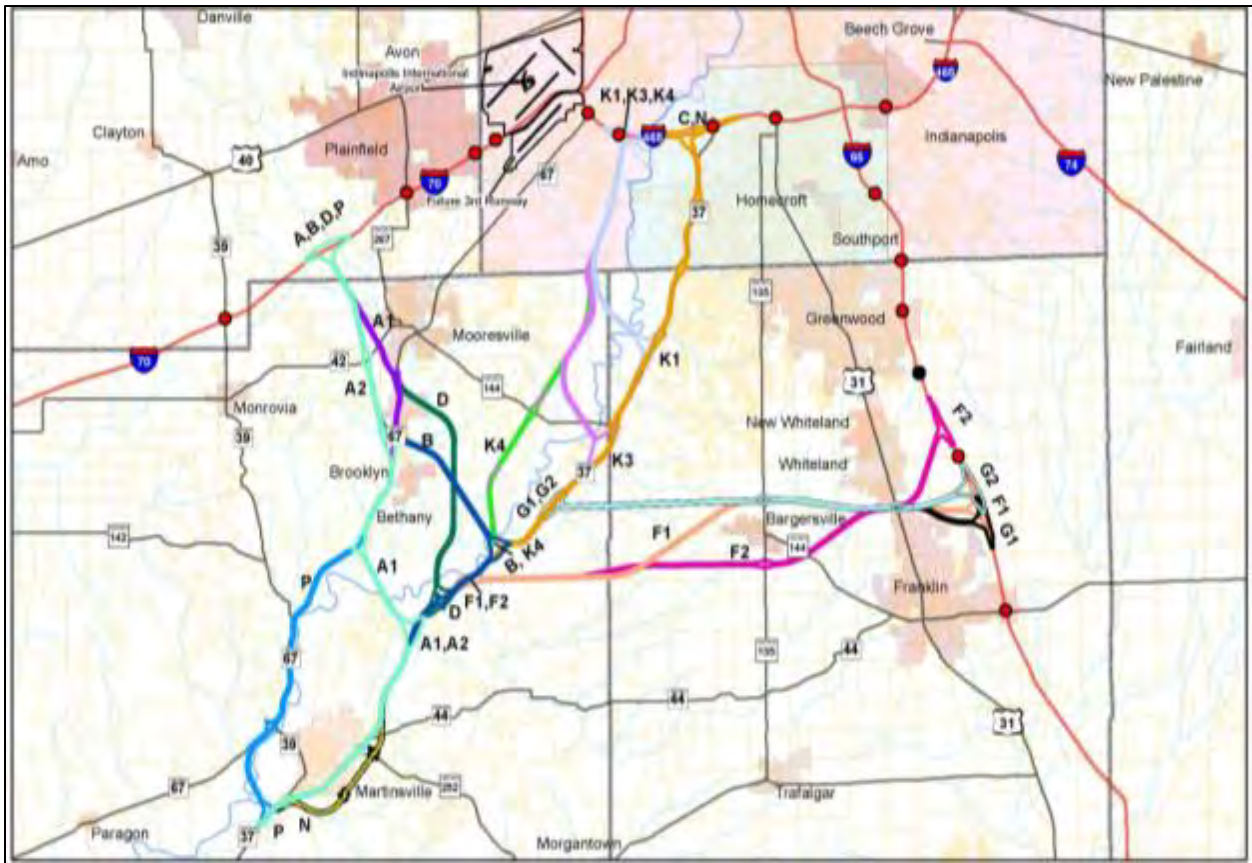 Danville
Avon
Beech Grove
Indinapolis International
Airport
465
New Palestine
K1,K3,K4
C,N
465
Clayton
Indianapolis
Amo
40
Plainfield
70
67
65
74
Future 3rd Runway
37
Homecroft
A,B,D,P
267
39
Southport
135
A1
Mooresville
Greenwood
K1
70
42
144
31
Fairland
A2
Monrovia
D
F2
39
67
B
K4
New Whiteland
Brooklyn
37
K3
Whiteland
G2
G1,G2
Bethany
Bargersville
F1
142
F1
144
G1
A1
B, K4
F2
P
F1,F2
Franklin
D
A1,A2
67
135
44
44
44
31
39
67
Martinsville
252
Trafalgar
P
N
Paragon
37
Morgantown